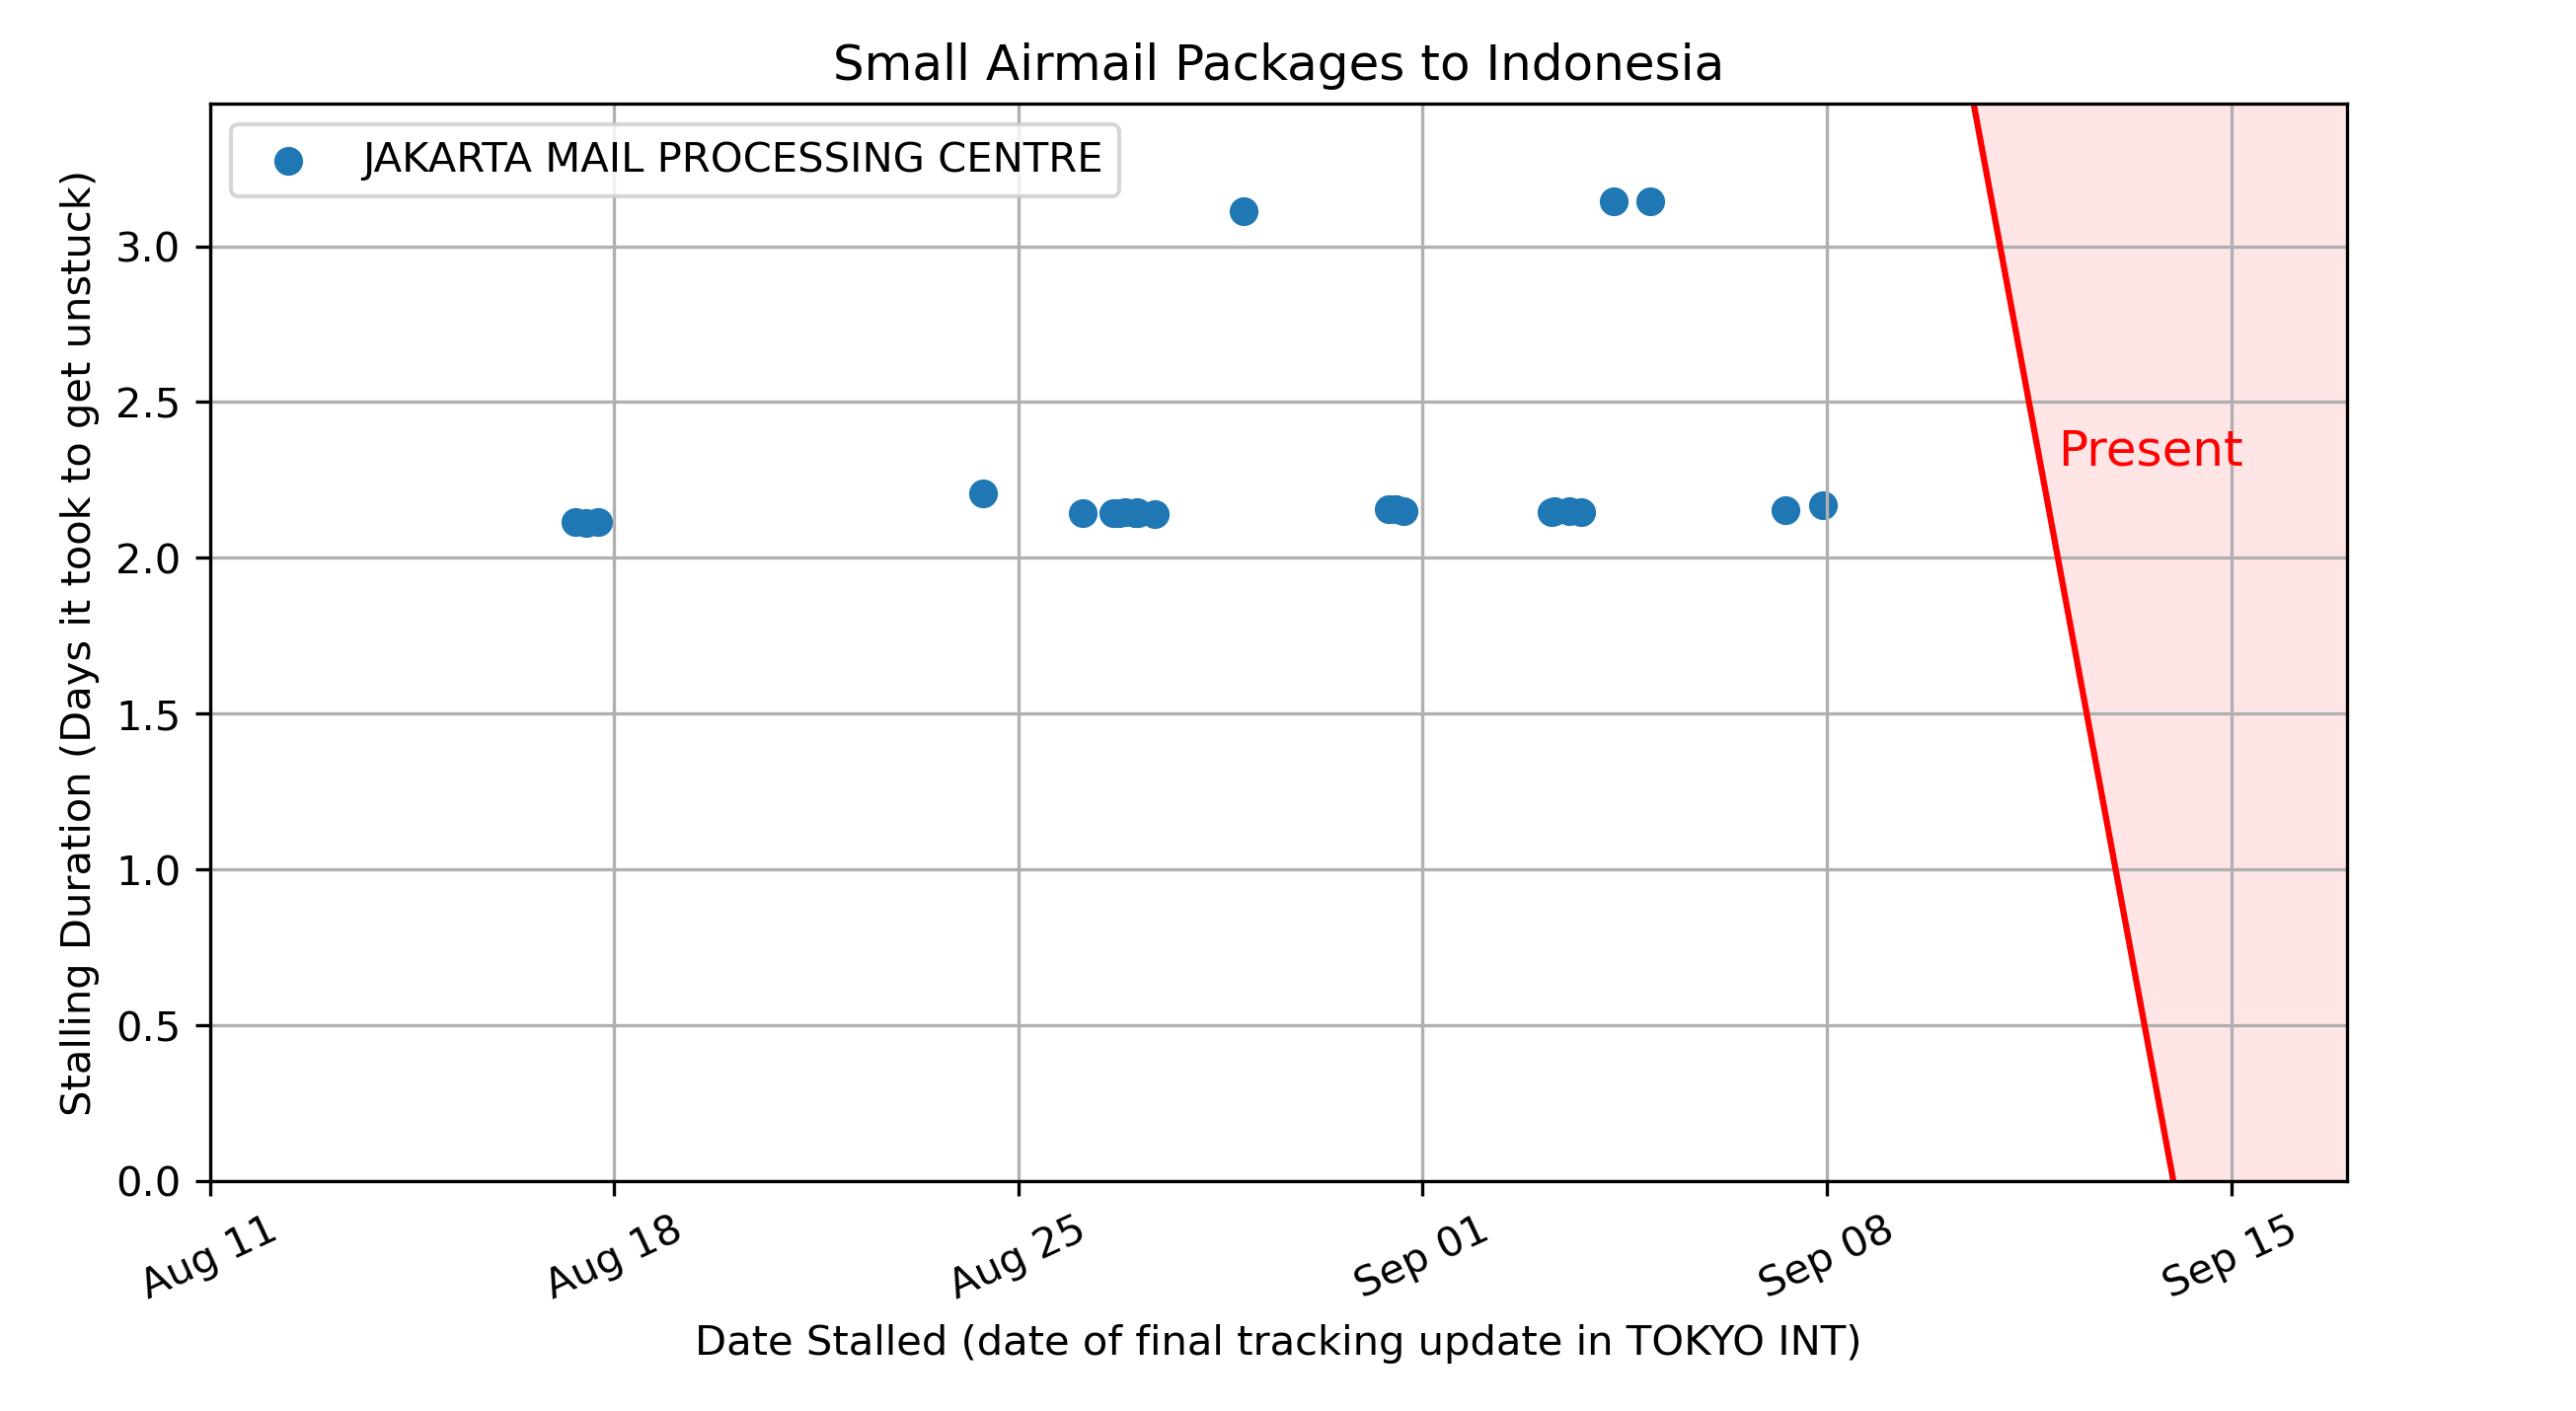 Small Airmail Packages to Indonesia
JAKARTA MAIL PROCESSING CENTRE
Stalling Duration (Days it took to get unstuck)
3.0
2.5
2.0
1.5
1.0
0.5
0.0
Present
Aug 11
Aug 18
Aug 25
Sep 01
Sep 08
Sep 15
Date Stalled (date of final tracking update in TOKYO INT)